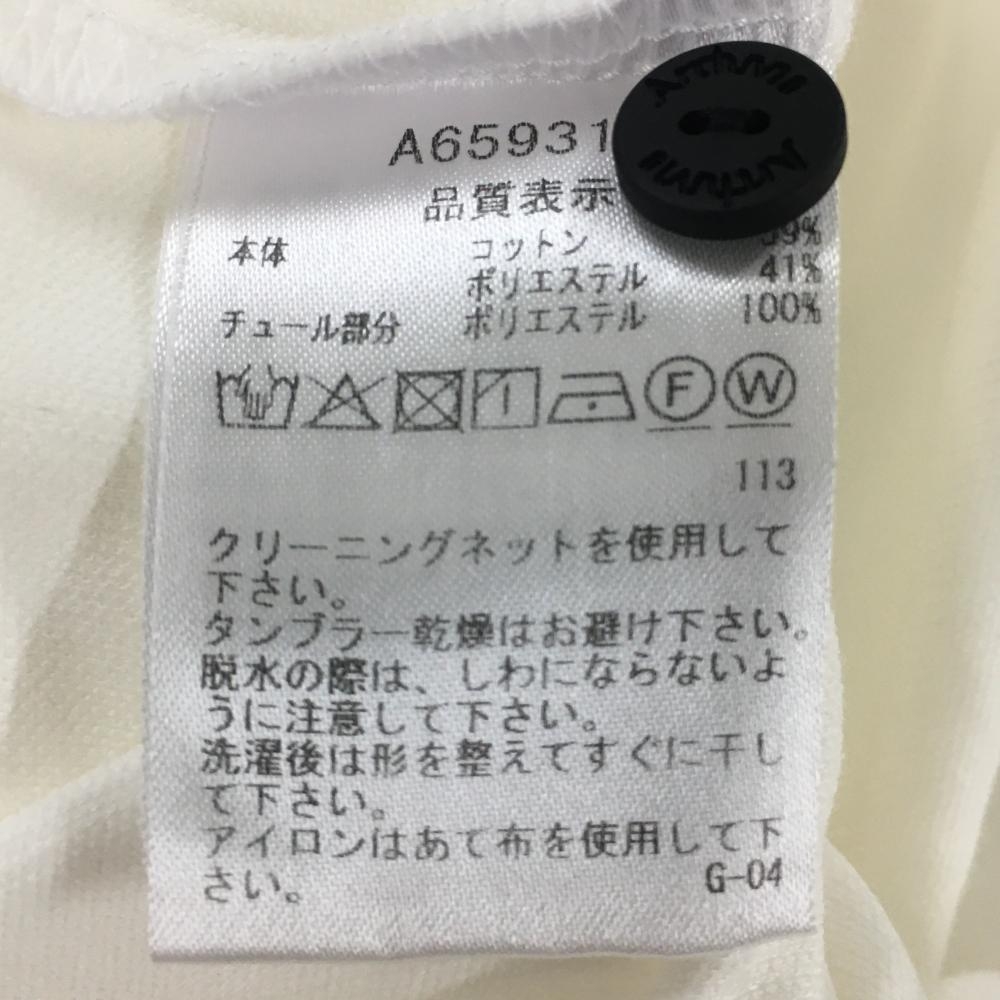 A65931
品質表示
本体 コットン 59%
ポリエステル 41%
チュール部分 ポリエステル 100%
F W
113
クリーニングネットを使用して
下さい。
タンブラー乾燥はお避け下さい。
脱水の際は、しわにならないよ
うに注意して下さい。
洗濯後は形を整えてすぐに干し
て下さい。
アイロンはあて布を使用して下
さい。
G-04